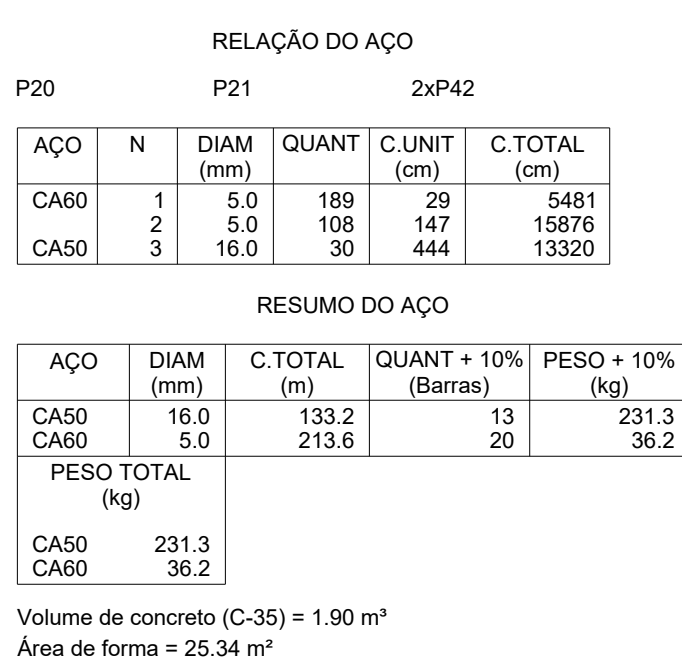 RELAÇÃO DO AÇO
P20 P21 2xP42
AÇO N DIAM QUANT C.UNIT C.TOTAL
(mm) (cm) (cm)
CA60 1 5.0 189 29 5481
2 5.0 108 147 15876
CA50 3 16.0 30 444 13320
RESUMO DO AÇO
AÇO DIAM C.TOTAL QUANT + 10% PESO + 10%
(mm) (m) (Barras) (kg)
CA50 16.0 133.2 13 231.3
CA60 5.0 213.6 20 36.2
PESO TOTAL
(kg)
CA50 231.3
CA60 36.2
Volume de concreto (C-35) = 1.90 m³
Área de forma = 25.34 m²